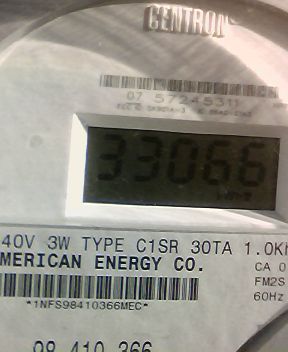 CENTRON
07 57245311
33066
40V 3W TYPE C1SR 30TA 1.0Kh
MERICAN ENERGY CO.
CA 0
FM2S
60Hz
*1NFS98410366MEC*
98 410 366